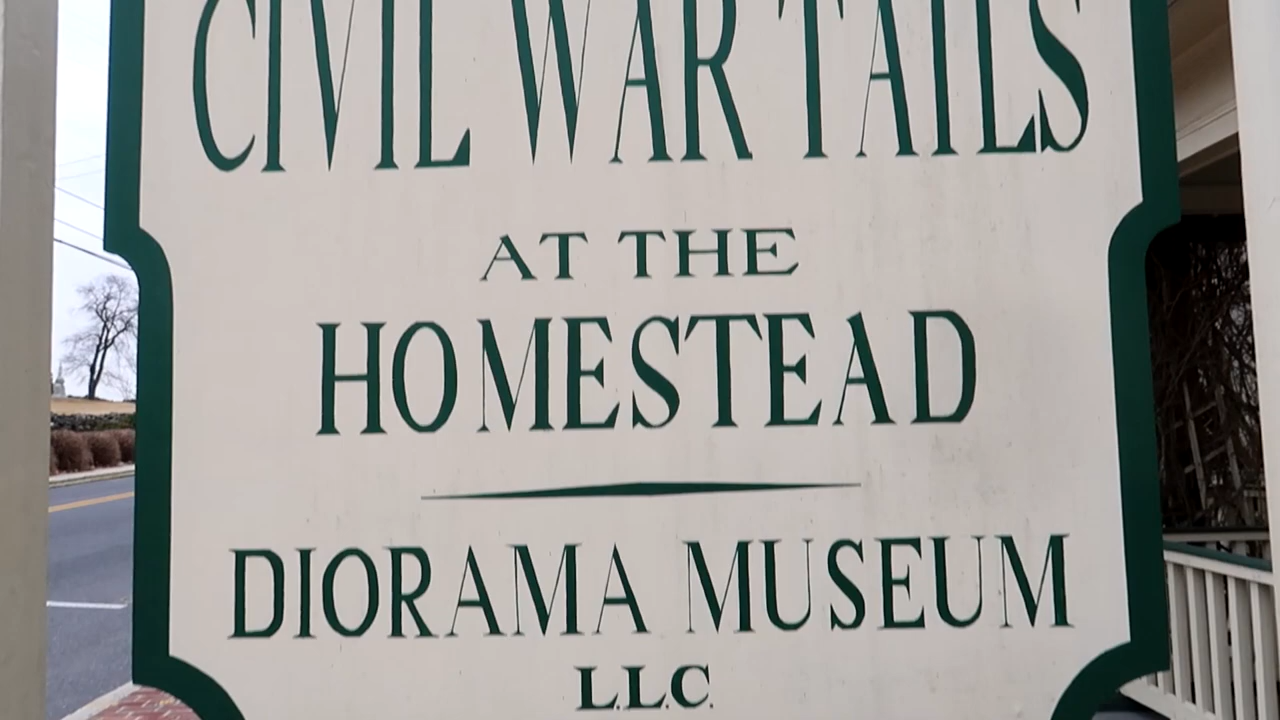 CIVIL WAR TAILS
AT THE
HOMESTEAD
DIORAMA MUSEUM
L.L.C.